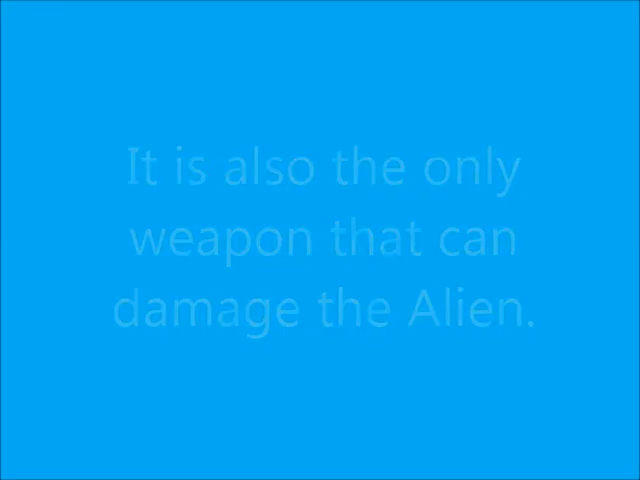 It is also the only
weapon that can
damage the Alien.